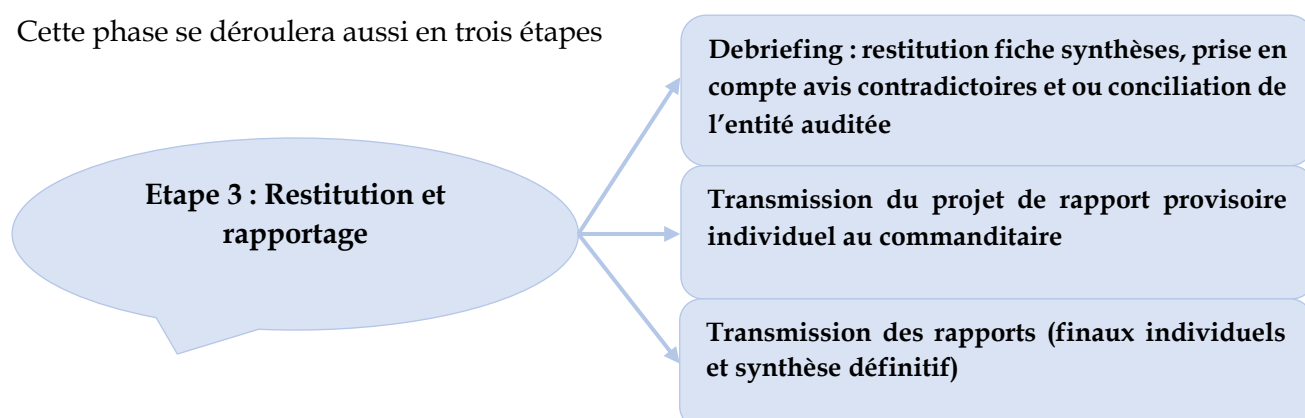 Cette phase se déroulera aussi en trois étapes
Etape 3 : Restitution et
rapportage
Debriefing : restitution fiche synthèses, prise en
compte avis contradictoires et ou conciliation de
l’entité auditée
Transmission du projet de rapport provisoire
individuel au commanditaire
Transmission des rapports (finaux individuels
et synthèse définitif)